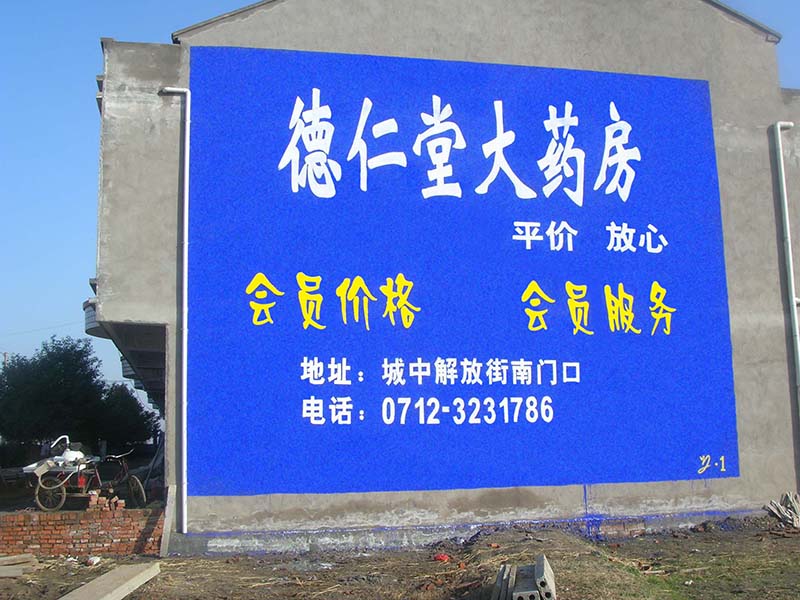 德仁堂大药房
平价 放心
会员价格 会员服务
地址：城中解放街南门口
电话：0712-3231786